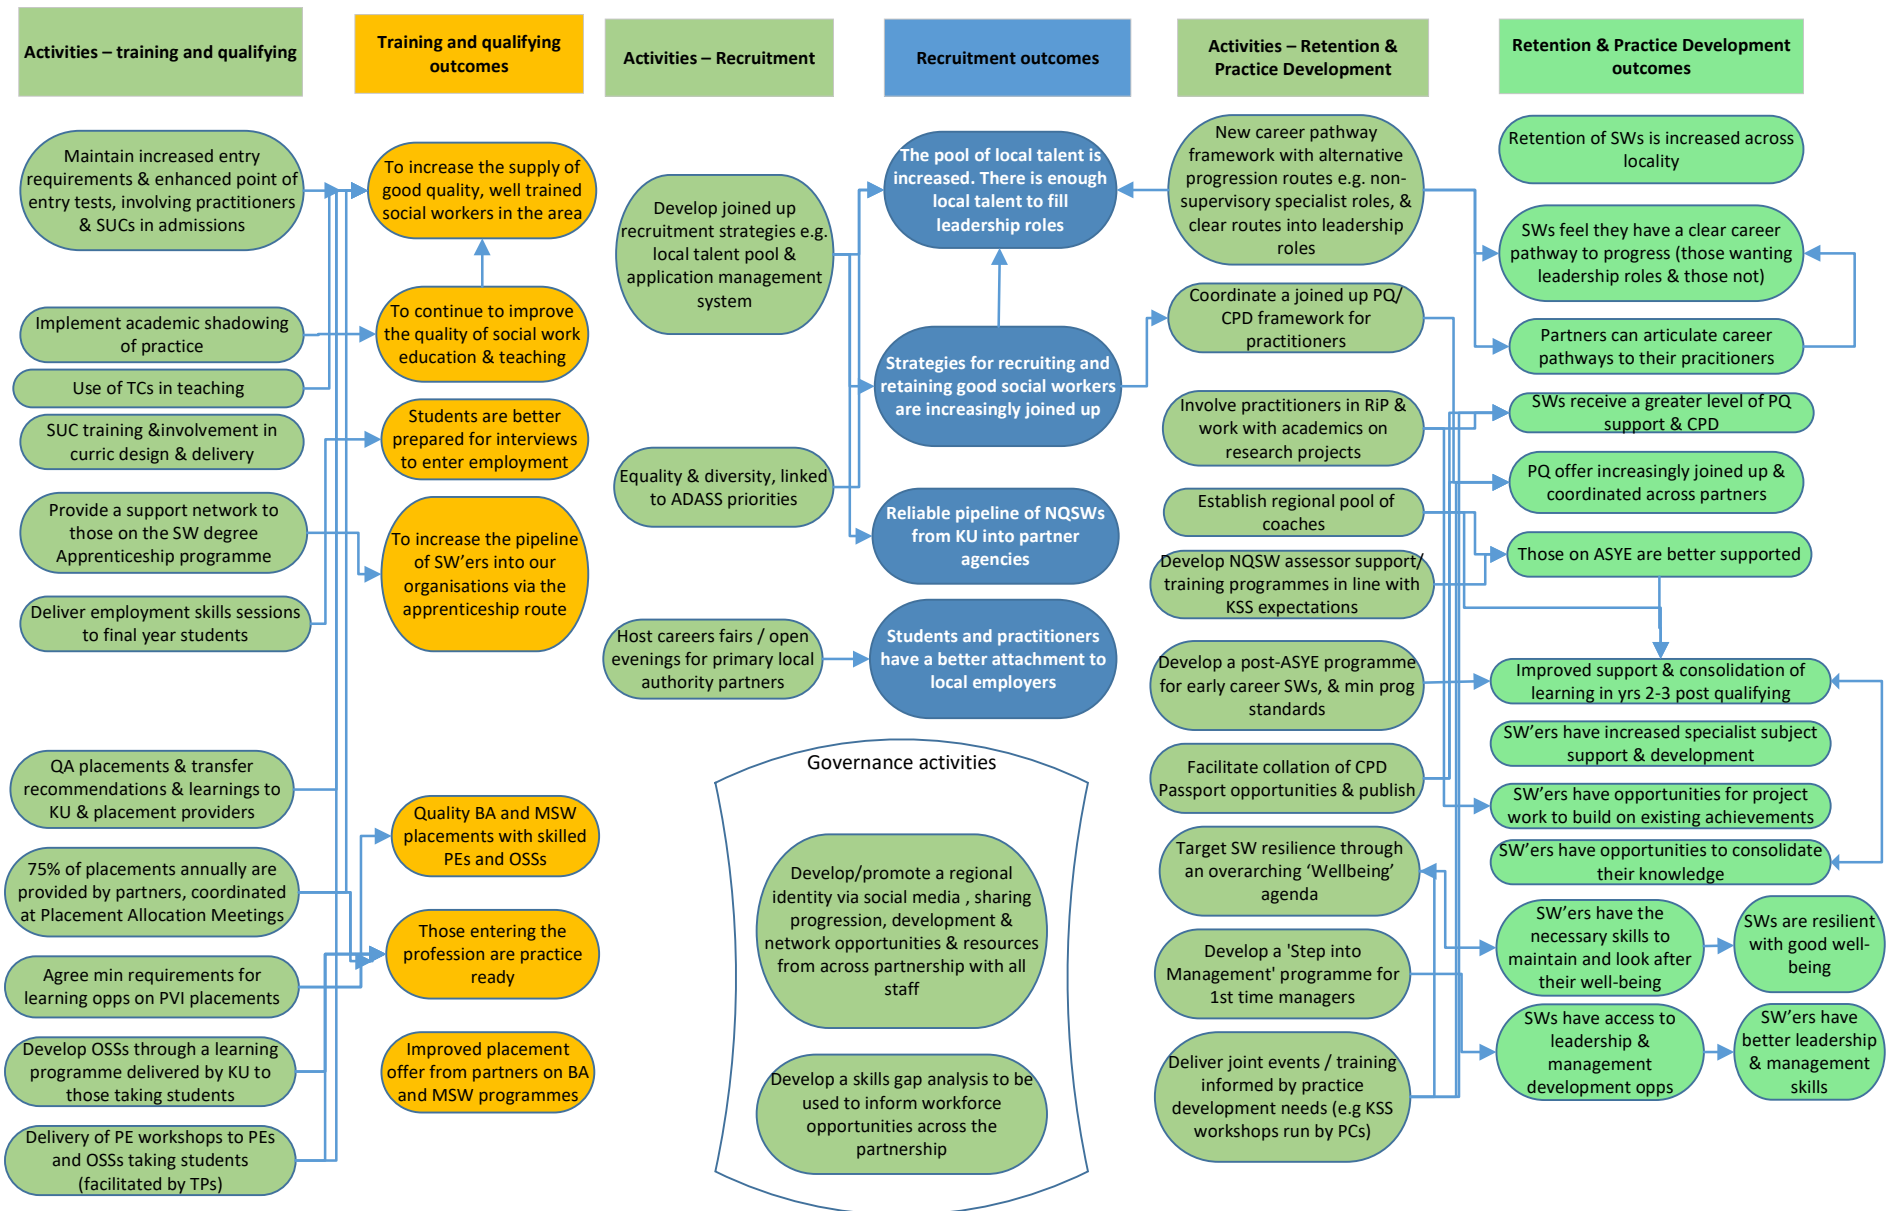 Activities – training and qualifying
Training and qualifying
outcomes
Activities – Recruitment
Recruitment outcomes
Activities – Retention &
Practice Development
Retention & Practice Development
outcomes
Maintain increased entry
requirements & enhanced point of
entry tests, involving practitioners
& SUCs in admissions
Implement academic shadowing
of practice
Use of TCs in teaching
SUC training &involvement in
curric design & delivery
Provide a support network to
those on the SW degree
Apprenticeship programme
Deliver employment skills sessions
to final year students
QA placements & transfer
recommendations & learnings to
KU & placement providers
75% of placements annually are
provided by partners, coordinated
at Placement Allocation Meetings
Agree min requirements for
learning opps on PVI placements
Develop OSSs through a learning
programme delivered by KU to
those taking students
Delivery of PE workshops to PEs
and OSSs taking students
(facilitated by TPs)
To increase the supply of
good quality, well trained
social workers in the area
To continue to improve
the quality of social work
education & teaching
Students are better
prepared for interviews
to enter employment
To increase the pipeline
of SW’ers into our
organisations via the
apprenticeship route
Quality BA and MSW
placements with skilled
PEs and OSSs
Those entering the
profession are practice
ready
Improved placement
offer from partners on BA
and MSW programmes
Develop joined up
recruitment strategies e.g.
local talent pool &
application management
system
Equality & diversity, linked
to ADASS priorities
Host careers fairs / open
evenings for primary local
authority partners
The pool of local talent is
increased. There is enough
local talent to fill
leadership roles
Strategies for recruiting and
retaining good social workers
are increasingly joined up
Reliable pipeline of NQSWs
from KU into partner
agencies
Students and practitioners
have a better attachment to
local employers
Governance activities
Develop/promote a regional
identity via social media , sharing
progression, development &
network opportunities & resources
from across partnership with all
staff
Develop a skills gap analysis to be
used to inform workforce
opportunities across the
partnership
New career pathway
framework with alternative
progression routes e.g. non-
supervisory specialist roles, &
clear routes into leadership
roles
Coordinate a joined up PQ/
CPD framework for
practitioners
Involve practitioners in RiP &
work with academics on
research projects
Establish regional pool of
coaches
Develop NQSW assessor support/
training programmes in line with
KSS expectations
Develop a post-ASYE programme
for early career SWs, & min prog
standards
Facilitate collation of CPD
Passport opportunities & publish
Target SW resilience through
an overarching ‘Wellbeing’
agenda
Develop a 'Step into
Management' programme for
1st time managers
Deliver joint events / training
informed by practice
development needs (e.g KSS
workshops run by PCs)
Retention of SWs is increased across
locality
SWs feel they have a clear career
pathway to progress (those wanting
leadership roles & those not)
Partners can articulate career
pathways to their pracitioners
SWs receive a greater level of PQ
support & CPD
PQ offer increasingly joined up &
coordinated across partners
Those on ASYE are better supported
Improved support & consolidation of
learning in yrs 2-3 post qualifying
SW’ers have increased specialist subject
support & development
SW’ers have opportunities for project
work to build on existing achievements
SW’ers have opportunities to consolidate
their knowledge
SW’ers have the
necessary skills to
maintain and look after
their well-being
SWs are resilient
with good well-
being
SWs have access to
leadership &
management
development opps
SW’ers have
better leadership
& management
skills